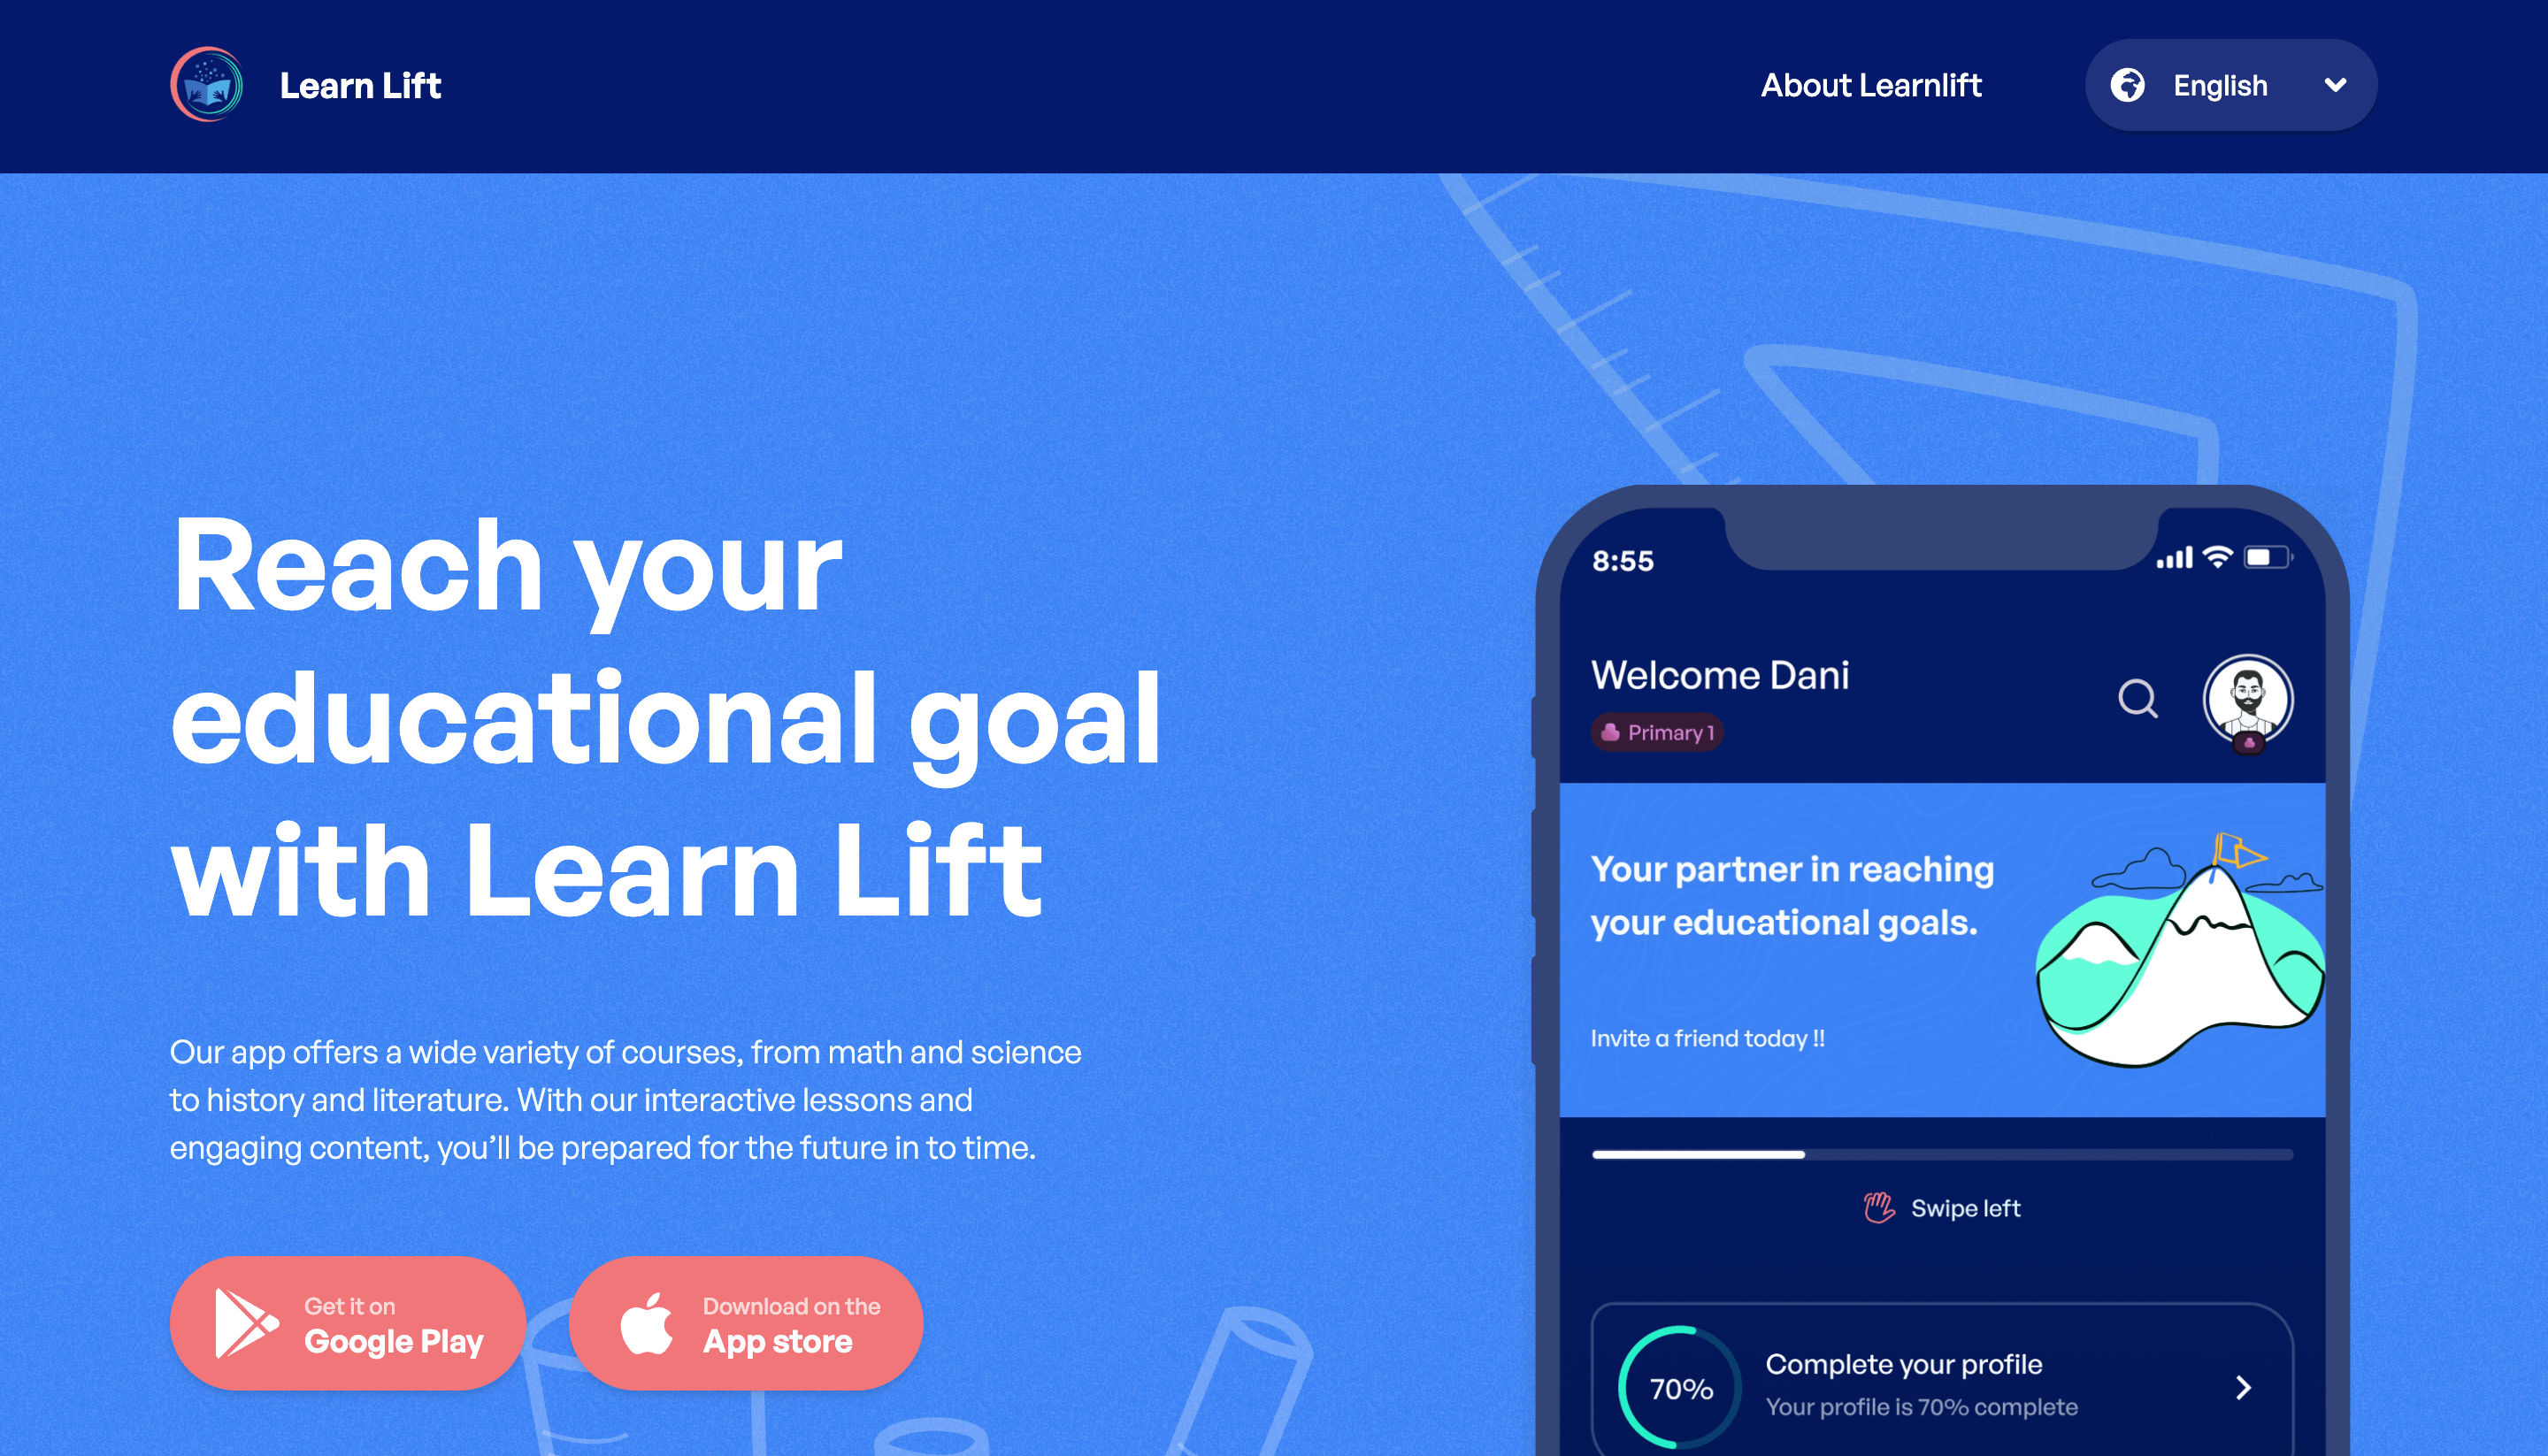 Learn Lift
About Learnlift
English
Reach your
educational goal
with Learn Lift
Our app offers a wide variety of courses, from math and science
to history and literature. With our interactive lessons and
engaging content, you’ll be prepared for the future in to time.
Get it on
Google Play
Download on the
App store
8:55
Welcome Dani
Primary 1
Your partner in reaching
your educational goals.
Invite a friend today !!
Swipe left
70%
Complete your profile
Your profile is 70% complete